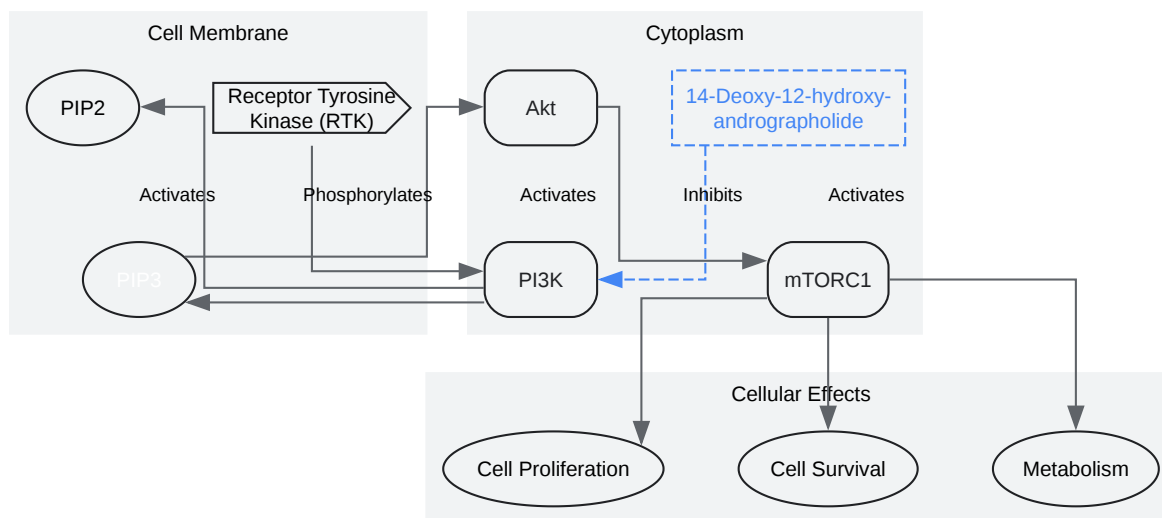 Cell Membrane
Cytoplasm
PIP2
Receptor Tyrosine
Kinase (RTK)
Akt
14-Deoxy-12-hydroxy-
andrographolide
Activates
Phosphorylates
Activates
Inhibits
Activates
PIP3
PI3K
mTORC1
Cellular Effects
Cell Proliferation
Cell Survival
Metabolism